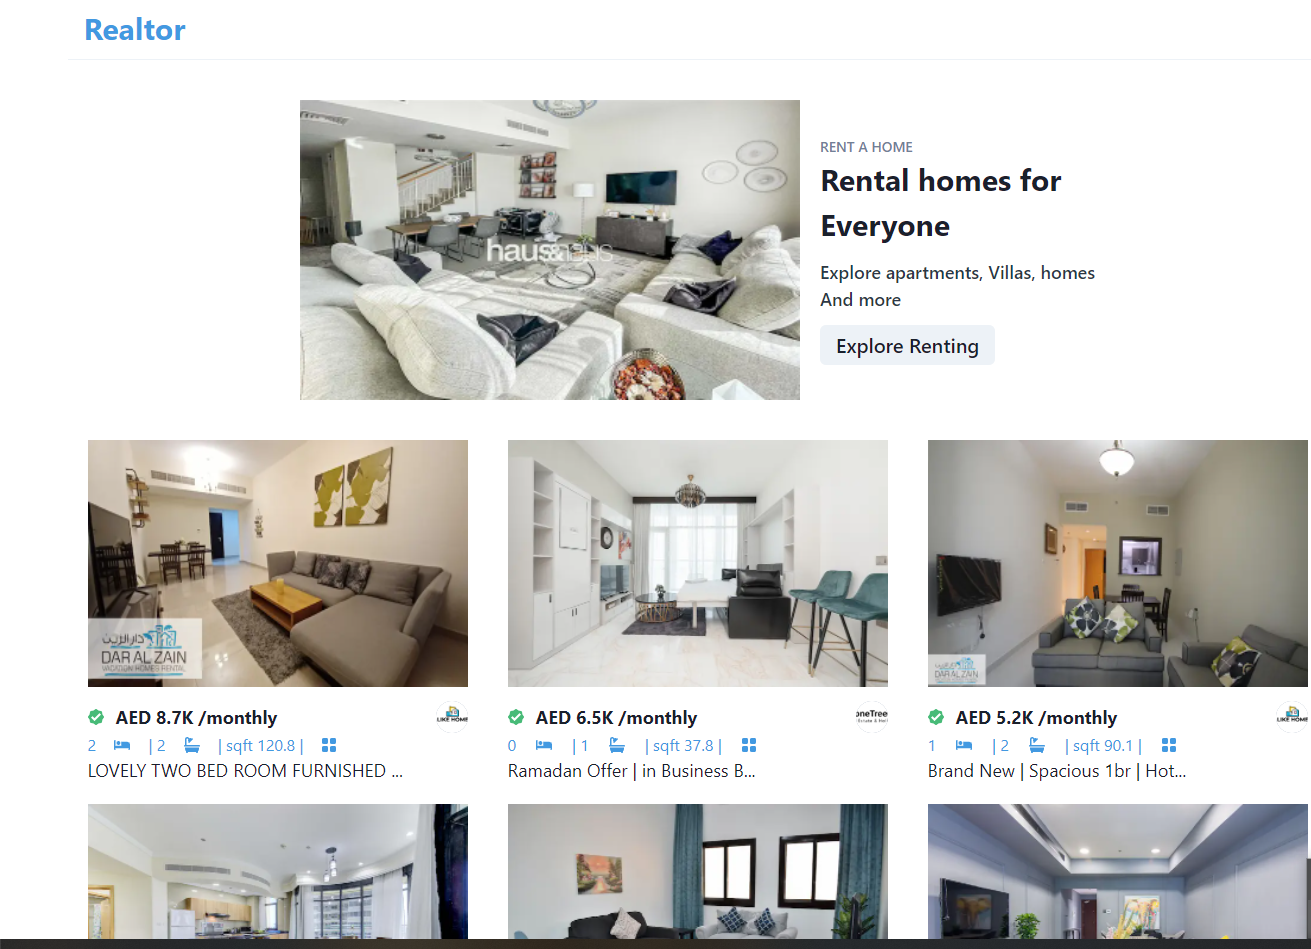 Realtor
haus&haus
RENT A HOME
Rental homes for
Everyone
Explore apartments, Villas, homes
And more
Explore Renting
دار الزين
DAR AL ZAIN
VACATION HOMES RENTAL
DAR AL ZAIN
AED 8.7K /monthly
LIKE HOME
2 | 2 | sqft 120.8 |
LOVELY TWO BED ROOM FURNISHED ...
AED 6.5K /monthly
oneTree
0 | 1 | sqft 37.8 |
Ramadan Offer | in Business B...
AED 5.2K /monthly
LIKE HOME
1 | 2 | sqft 90.1 |
Brand New | Spacious 1br | Hot...